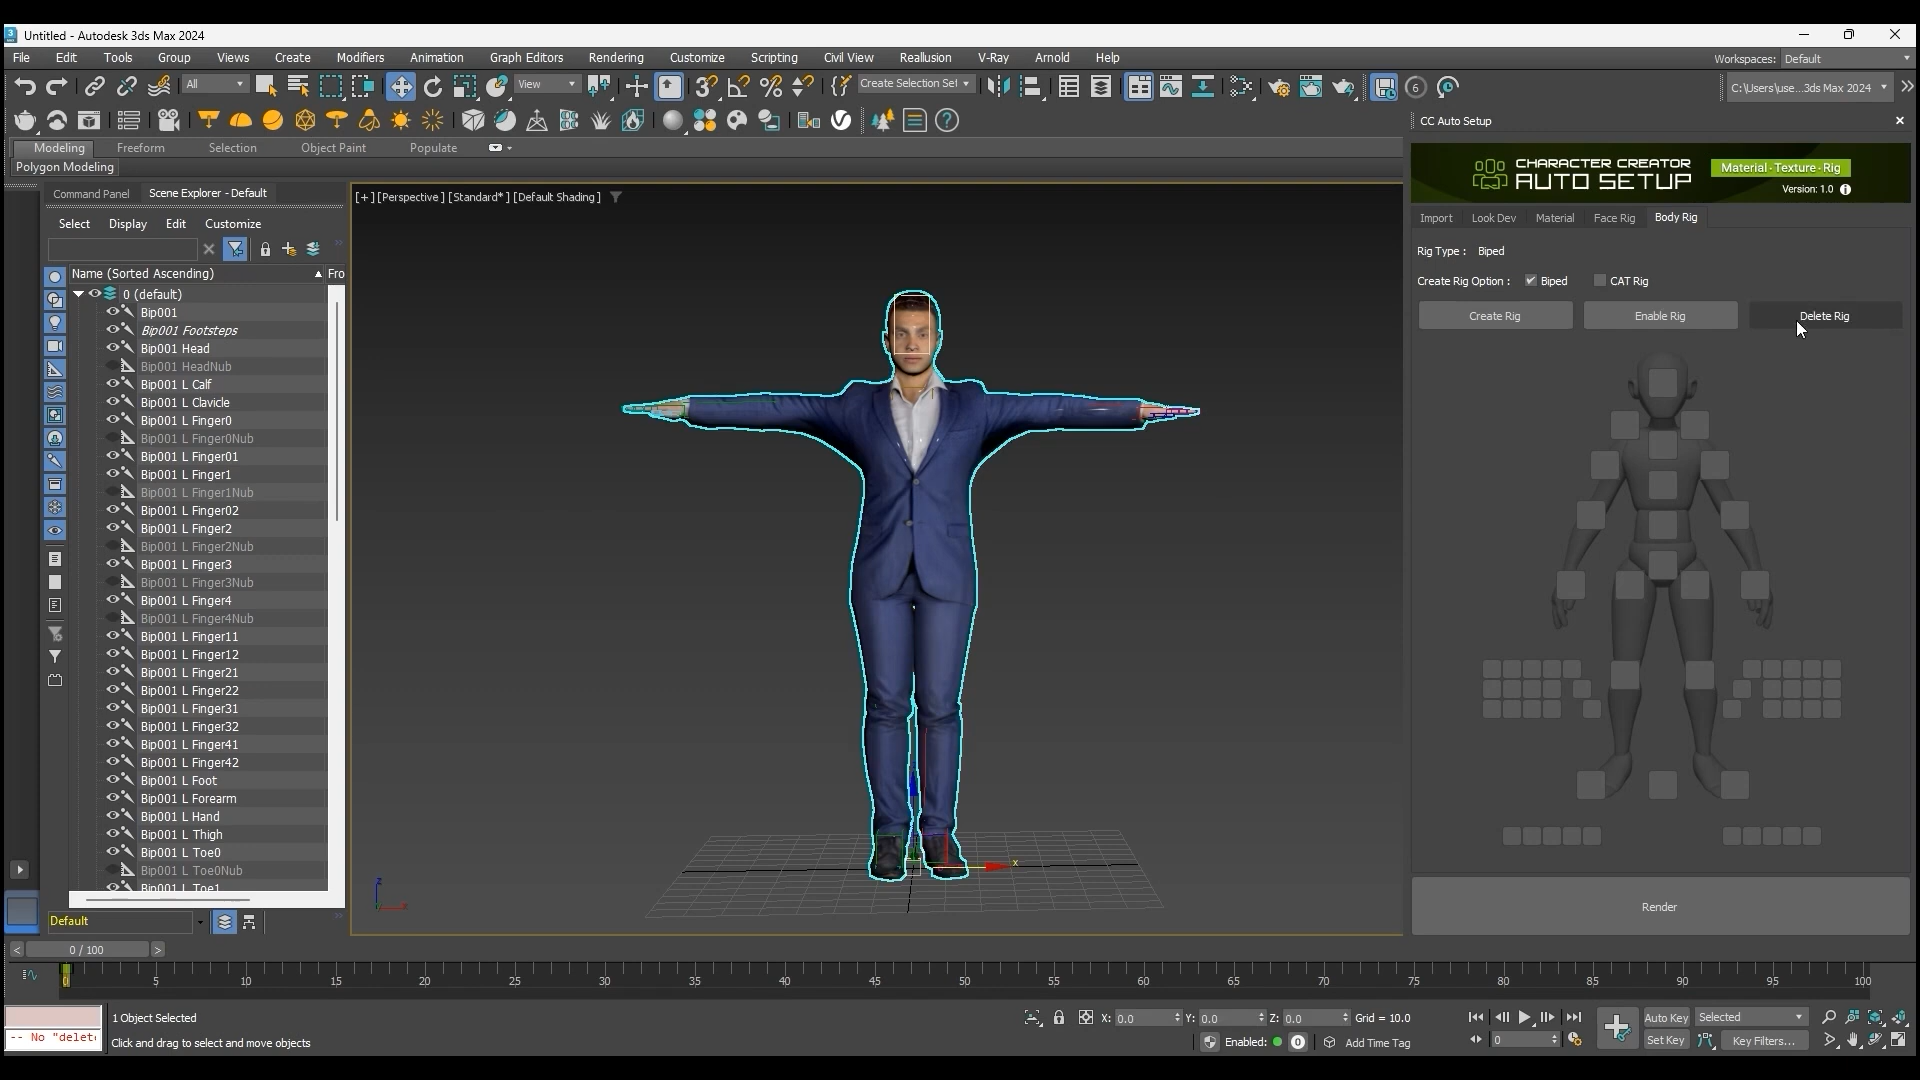 Untitled - Autodesk 3ds Max 2024
File Edit Tools Group Views Create Modifiers Animation Graph Editors Rendering Customize Scripting Civil View Reallusion V-Ray Arnold Help
Workspaces: Default
All
View
Create Selection Set
6
C:\Users\use...3ds Max 2024
CC Auto Setup
Modeling Freeform Selection Object Paint Populate
Polygon Modeling
CHARACTER CREATOR
AUTO SETUP
Material · Texture · Rig
Version: 1.0
Command Panel Scene Explorer - Default
[+] [Perspective] [Standard*] [Default Shading]
Import Look Dev Material Face Rig Body Rig
Select Display Edit Customize
Rig Type : Biped
Create Rig Option : Biped CAT Rig
Create Rig Enable Rig Delete Rig
Name (Sorted Ascending) Fro
0 (default)
Bip001
Bip001 Footsteps
Bip001 Head
Bip001 HeadNub
Bip001 L Calf
Bip001 L Clavicle
Bip001 L Finger0
Bip001 L Finger0Nub
Bip001 L Finger01
Bip001 L Finger1
Bip001 L Finger1Nub
Bip001 L Finger02
Bip001 L Finger2
Bip001 L Finger2Nub
Bip001 L Finger3
Bip001 L Finger3Nub
Bip001 L Finger4
Bip001 L Finger4Nub
Bip001 L Finger11
Bip001 L Finger12
Bip001 L Finger21
Bip001 L Finger22
Bip001 L Finger31
Bip001 L Finger32
Bip001 L Finger41
Bip001 L Finger42
Bip001 L Foot
Bip001 L Forearm
Bip001 L Hand
Bip001 L Thigh
Bip001 L Toe0
Bip001 L Toe0Nub
Bip001 L Toe1
x
z
Render
Default
0 / 100
0 5 10 15 20 25 30 35 40 45 50 55 60 65 70 75 80 85 90 95 100
1 Object Selected
X: 0.0 Y: 0.0 Z: 0.0 Grid = 10.0
Auto Key Selected
-- No "delete
Click and drag to select and move objects
Enabled: 0 Add Time Tag
0
Set Key Key Filters...